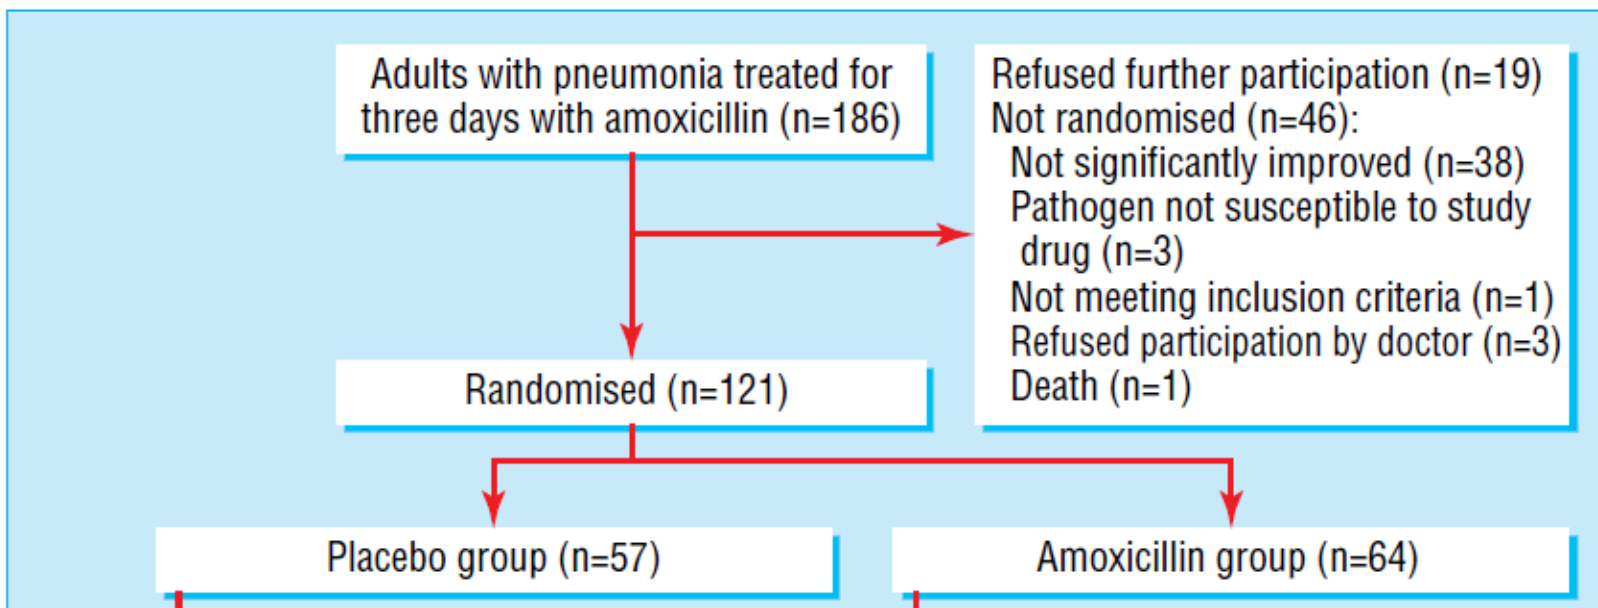 Adults with pneumonia treated for
three days with amoxicillin (n=186)
Refused further participation (n=19)
Not randomised (n=46):
Not significantly improved (n=38)
Pathogen not susceptible to study
drug (n=3)
Not meeting inclusion criteria (n=1)
Refused participation by doctor (n=3)
Death (n=1)
Randomised (n=121)
Placebo group (n=57)
Amoxicillin group (n=64)